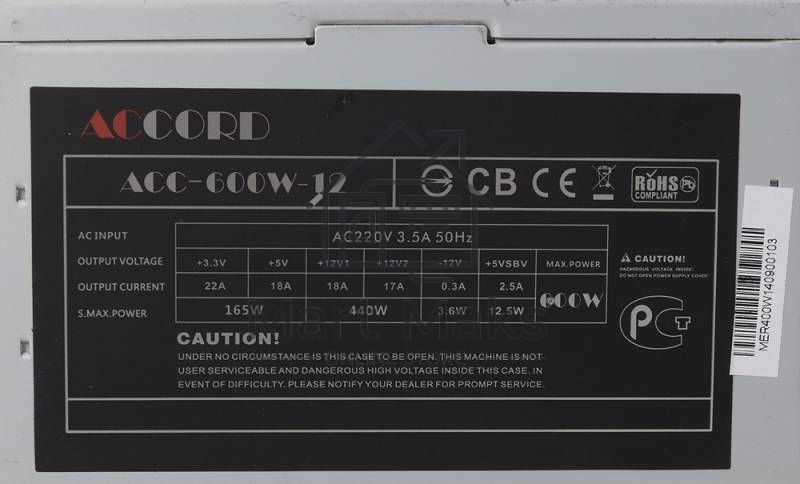 ACCORD
ACC-600W-12
CB CE RoHS
COMPLIANT Pb
AC INPUT AC220V 3.5A 50Hz
OUTPUT VOLTAGE +3.3V +5V +12V1 +12V2 -12V +5VSBV MAX.POWER
OUTPUT CURRENT 22A 18A 18A 17A 0.3A 2.5A 600W
S.MAX.POWER 165W 440W 3.6W 12.5W
CAUTION!
HAZARDOUS VOLTAGE INSIDE!
DO NOT OPEN POWER SUPPLY COVER!
PCT
CAUTION!
UNDER NO CIRCUMSTANCE IS THIS CASE TO BE OPEN. THIS MACHINE IS NOT
USER SERVICEABLE AND DANGEROUS HIGH VOLTAGE INSIDE THIS CASE. IN
EVENT OF DIFFICULTY. PLEASE NOTIFY YOUR DEALER FOR PROMPT SERVICE.
MER400W140900103
Mart Maks